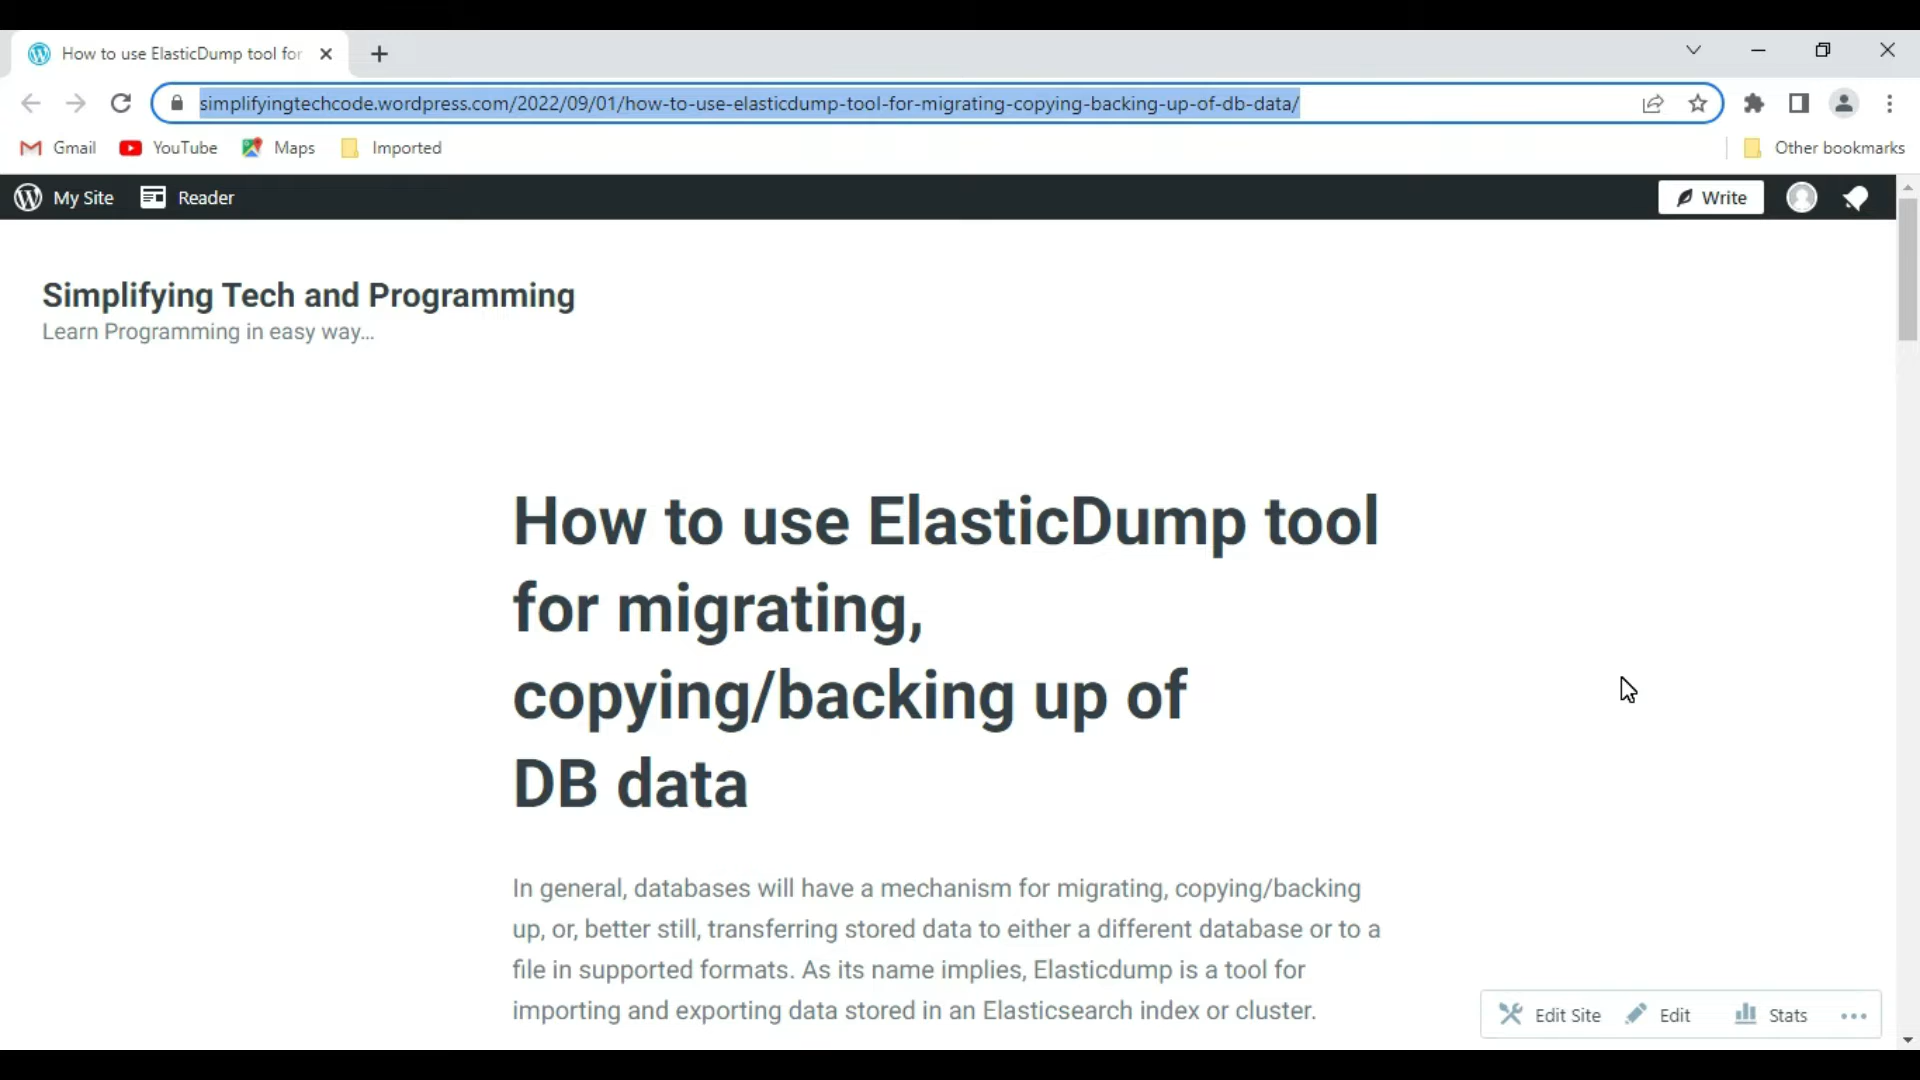 How to use ElasticDump tool for
simplifyingtechcode.wordpress.com/2022/09/01/how-to-use-elasticdump-tool-for-migrating-copying-backing-up-of-db-data/
Gmail YouTube Maps Imported Other bookmarks
My Site Reader Write
Simplifying Tech and Programming
Learn Programming in easy way...
How to use ElasticDump tool
for migrating,
copying/backing up of
DB data
In general, databases will have a mechanism for migrating, copying/backing
up, or, better still, transferring stored data to either a different database or to a
file in supported formats. As its name implies, Elasticdump is a tool for
importing and exporting data stored in an Elasticsearch index or cluster.
Edit Site Edit Stats